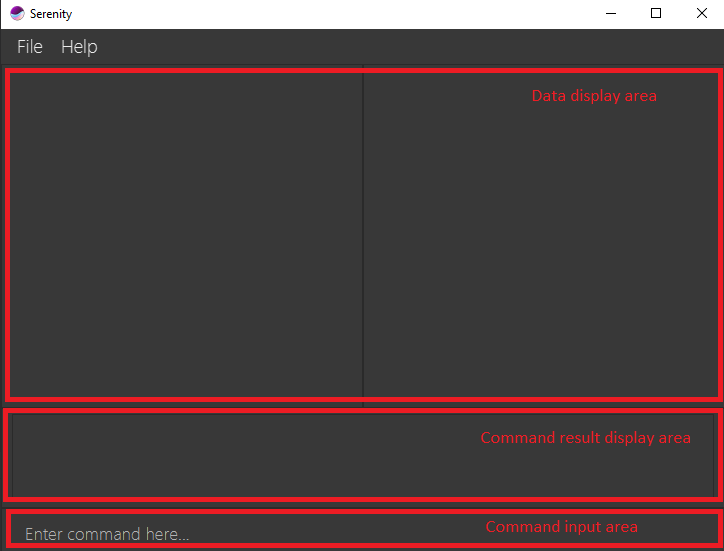 Serenity
File Help
Data display area
Command result display area
Enter command here... Command input area